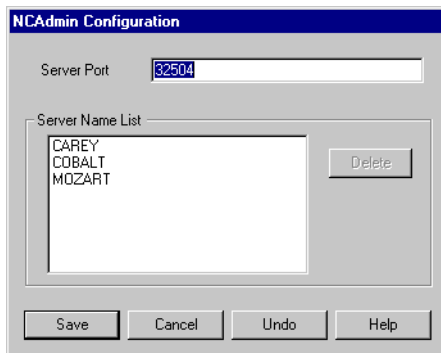 NCAdmin Configuration
Server Port 32504
Server Name List
CAREY
COBALT
MOZART
Delete
Save Cancel Undo Help